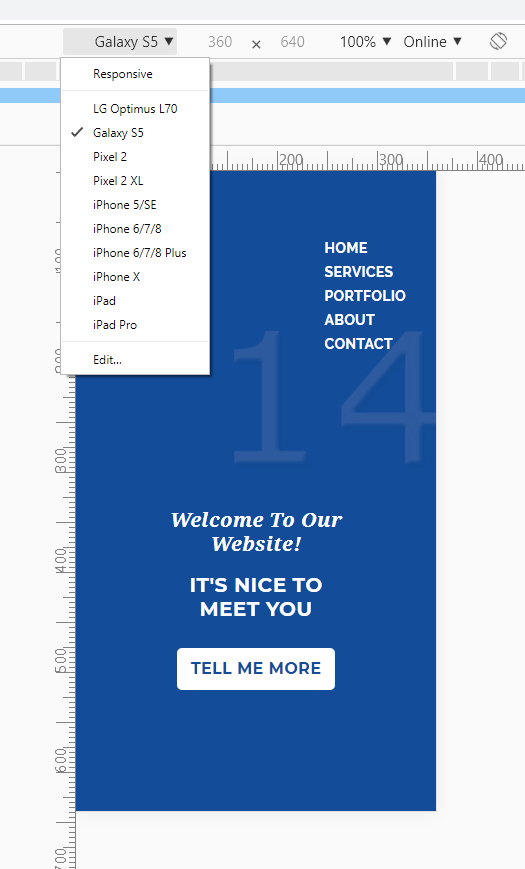 Galaxy S5 ▼ 360 × 640 100% ▼ Online ▼
Responsive
LG Optimus L70
Galaxy S5
Pixel 2
Pixel 2 XL
iPhone 5/SE
iPhone 6/7/8
iPhone 6/7/8 Plus
iPhone X
iPad
iPad Pro
Edit...
200 300 400
100
300
400
500
600
700
HOME
SERVICES
PORTFOLIO
ABOUT
CONTACT
14
Welcome To Our
Website!
IT'S NICE TO
MEET YOU
TELL ME MORE